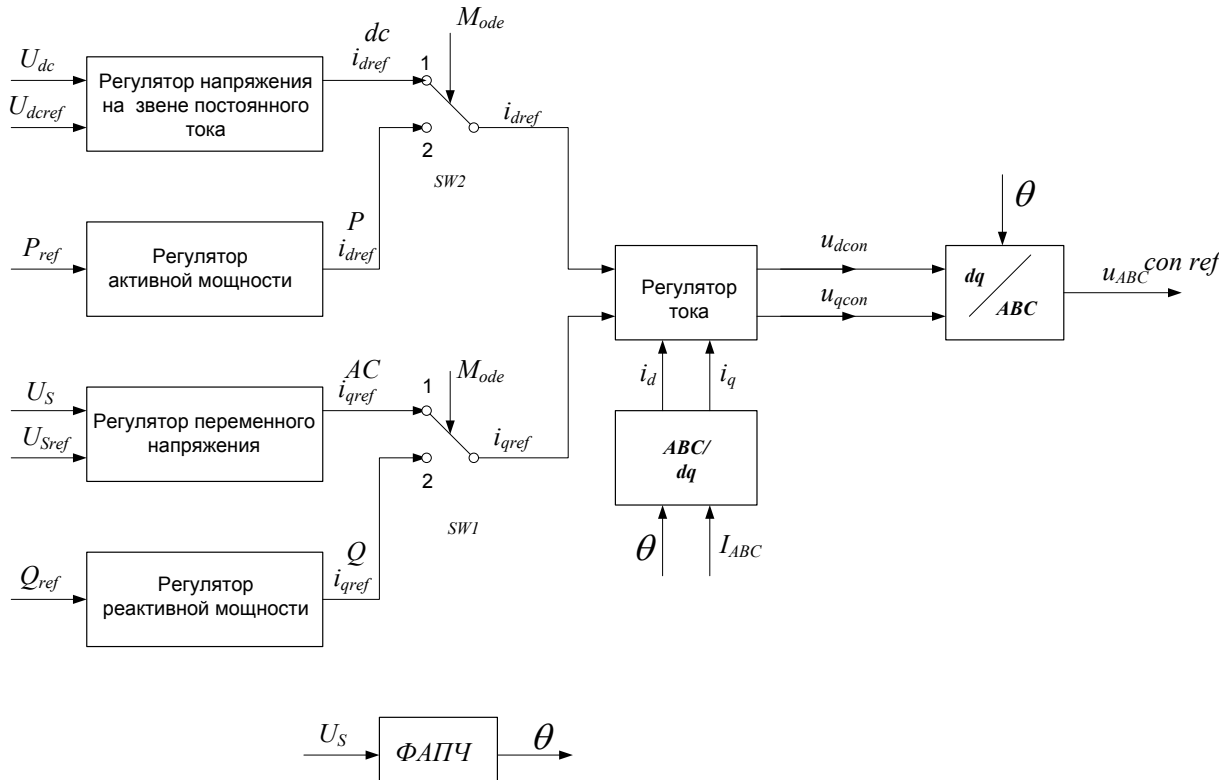 U_dc
U_dcref
Регулятор напряжения
на звене постоянного
тока
dc
i_dref
M_ode
1
2
SW2
i_dref
P_ref
Регулятор
активной мощности
P
i_dref
θ
Регулятор
тока
u_dcon
u_qcon
dq
ABC
u_ABC con ref
U_S
U_Sref
Регулятор переменного
напряжения
AC
i_qref
M_ode
1
2
SW1
i_qref
i_d
i_q
ABC/
dq
θ
I_ABC
Q_ref
Регулятор
реактивной мощности
Q
i_qref
U_S
ФАПЧ
θ